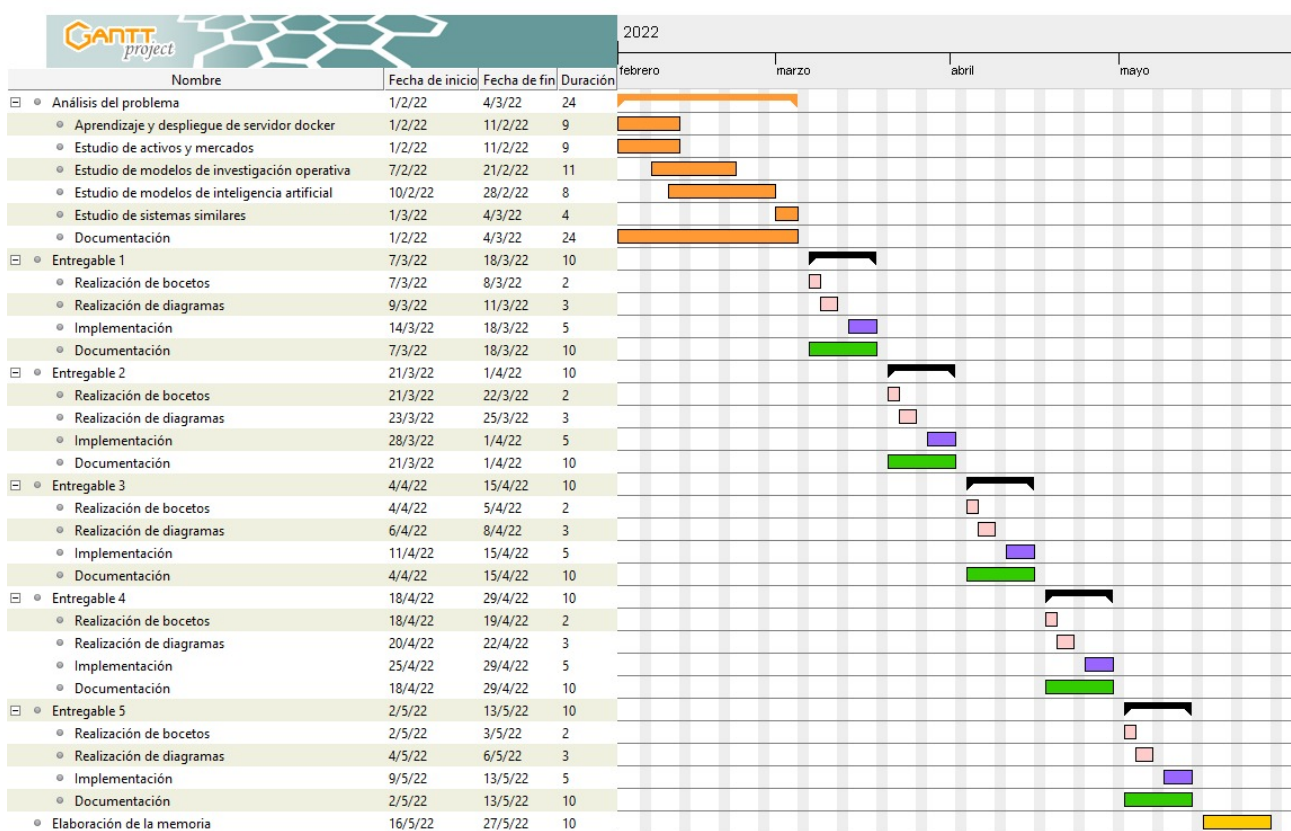 GANTT
project
2022
febrero marzo abril mayo
Nombre Fecha de inicio Fecha de fin Duración
Análisis del problema 1/2/22 4/3/22 24
Aprendizaje y despliegue de servidor docker 1/2/22 11/2/22 9
Estudio de activos y mercados 1/2/22 11/2/22 9
Estudio de modelos de investigación operativa 7/2/22 21/2/22 11
Estudio de modelos de inteligencia artificial 10/2/22 28/2/22 8
Estudio de sistemas similares 1/3/22 4/3/22 4
Documentación 1/2/22 4/3/22 24
Entregable 1 7/3/22 18/3/22 10
Realización de bocetos 7/3/22 8/3/22 2
Realización de diagramas 9/3/22 11/3/22 3
Implementación 14/3/22 18/3/22 5
Documentación 7/3/22 18/3/22 10
Entregable 2 21/3/22 1/4/22 10
Realización de bocetos 21/3/22 22/3/22 2
Realización de diagramas 23/3/22 25/3/22 3
Implementación 28/3/22 1/4/22 5
Documentación 21/3/22 1/4/22 10
Entregable 3 4/4/22 15/4/22 10
Realización de bocetos 4/4/22 5/4/22 2
Realización de diagramas 6/4/22 8/4/22 3
Implementación 11/4/22 15/4/22 5
Documentación 4/4/22 15/4/22 10
Entregable 4 18/4/22 29/4/22 10
Realización de bocetos 18/4/22 19/4/22 2
Realización de diagramas 20/4/22 22/4/22 3
Implementación 25/4/22 29/4/22 5
Documentación 18/4/22 29/4/22 10
Entregable 5 2/5/22 13/5/22 10
Realización de bocetos 2/5/22 3/5/22 2
Realización de diagramas 4/5/22 6/5/22 3
Implementación 9/5/22 13/5/22 5
Documentación 2/5/22 13/5/22 10
Elaboración de la memoria 16/5/22 27/5/22 10